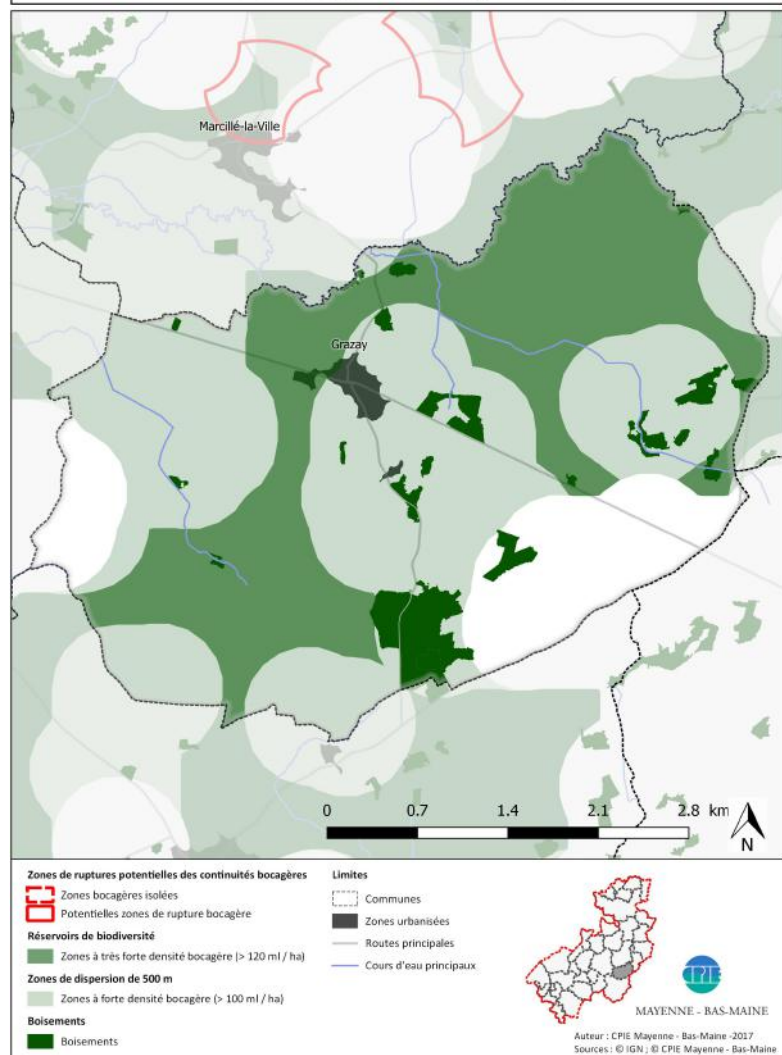 Marcillé-la-Ville
Grazay
0 0.7 1.4 2.1 2.8 km
N
Zones de ruptures potentielles des continuités bocagères
Zones bocagères isolées
Potentielles zones de rupture bocagère
Réservoirs de biodiversité
Zones à très forte densité bocagère (> 120 ml / ha)
Zones de dispersion de 500 m
Zones à forte densité bocagère (> 100 ml / ha)
Boisements
Boisements
Limites
Communes
Zones urbanisées
Routes principales
Cours d'eau principaux
CPIE
MAYENNE - BAS-MAINE
Auteur : CPIE Mayenne - Bas-Maine -2017
Sources : © IGN ; © CPIE Mayenne - Bas-Maine